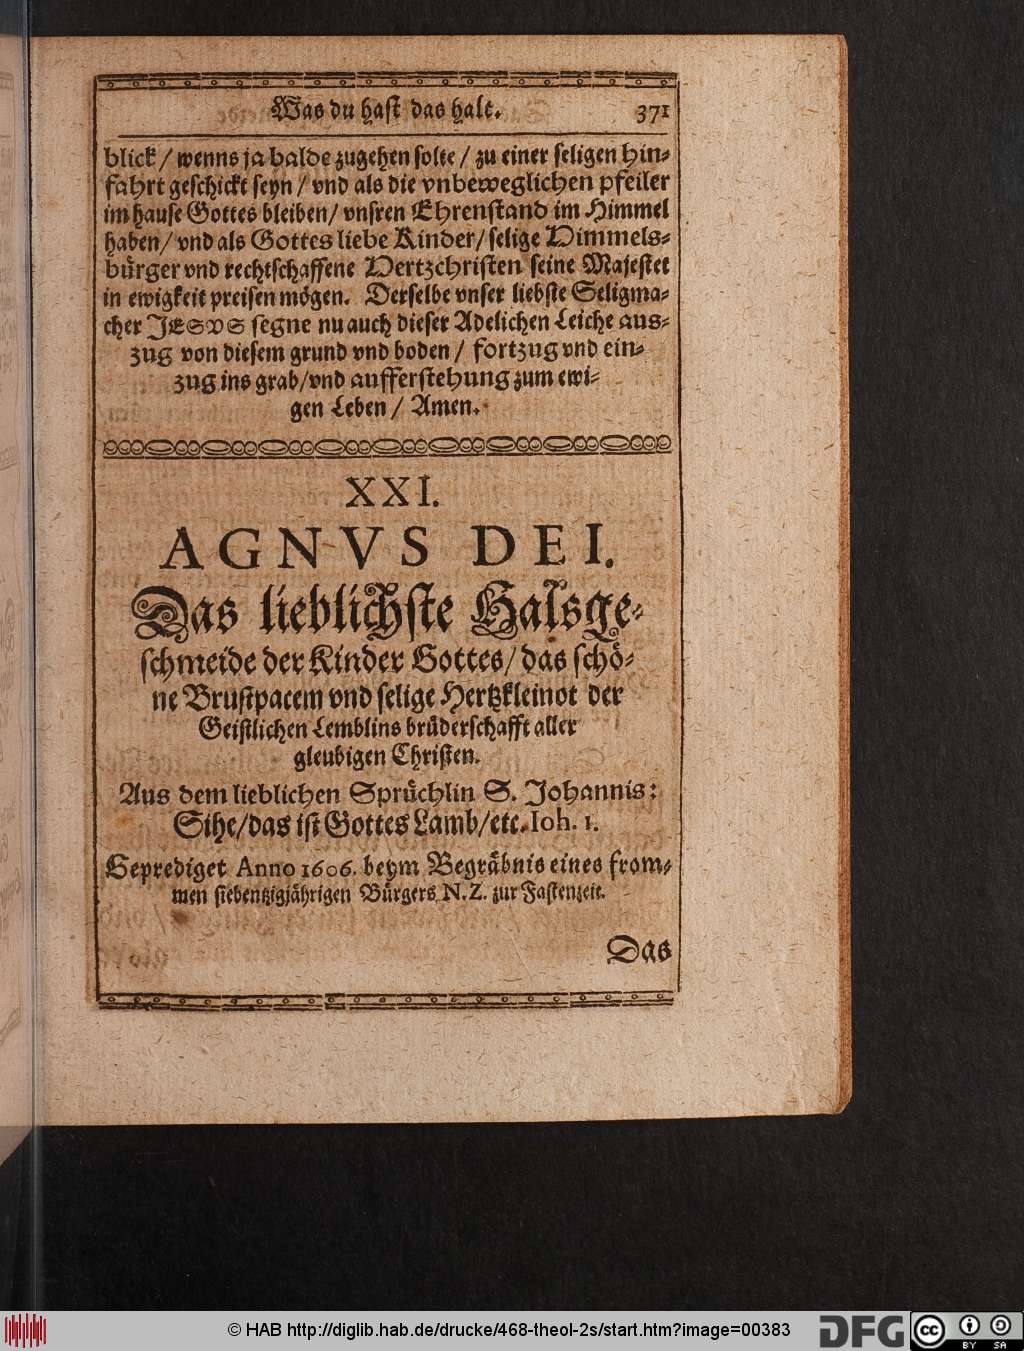 Was du hast das halt. 371
blick / wenns ja balde zugehen solte / zu einer seligen hin-
fahrt geschickt seyn / vnd als die vnbeweglichen pfeiler
im hause Gottes bleiben / vnsren Ehrenstand im Himmel
haben / vnd als Gottes liebe Kinder / selige Himmels-
bürger vnd rechtschaffene Hertzchristen seine Majestet
in ewigkeit preisen mögen. Derselbe vnser liebste Seligma-
cher JESVS segne nu auch dieser Adelichen Leiche aus-
zug von diesem grund vnd boden / fortzug vnd ein-
zug ins grab / vnd aufferstehung zum ewi-
gen Leben / Amen.
XXI.
AGNVS DEI.
Das lieblichste Halsge-
schmeide der Kinder Gottes / das schö-
ne Brustpacem vnd selige Hertzkleinot der
Geistlichen Lemblins brüderschafft aller
gleubigen Christen.
Aus dem lieblichen Sprüchlin S. Johannis:
Sihe / das ist Gottes Lamb / etc. Ioh. 1.
Geprediget Anno 1606. beym Begräbnis eines from-
men siebentzigjährigen Bürgers N. Z. zur Fastenzeit.
Das
© HAB http://diglib.hab.de/drucke/468-theol-2s/start.htm?image=00383
DFG
cc BY SA